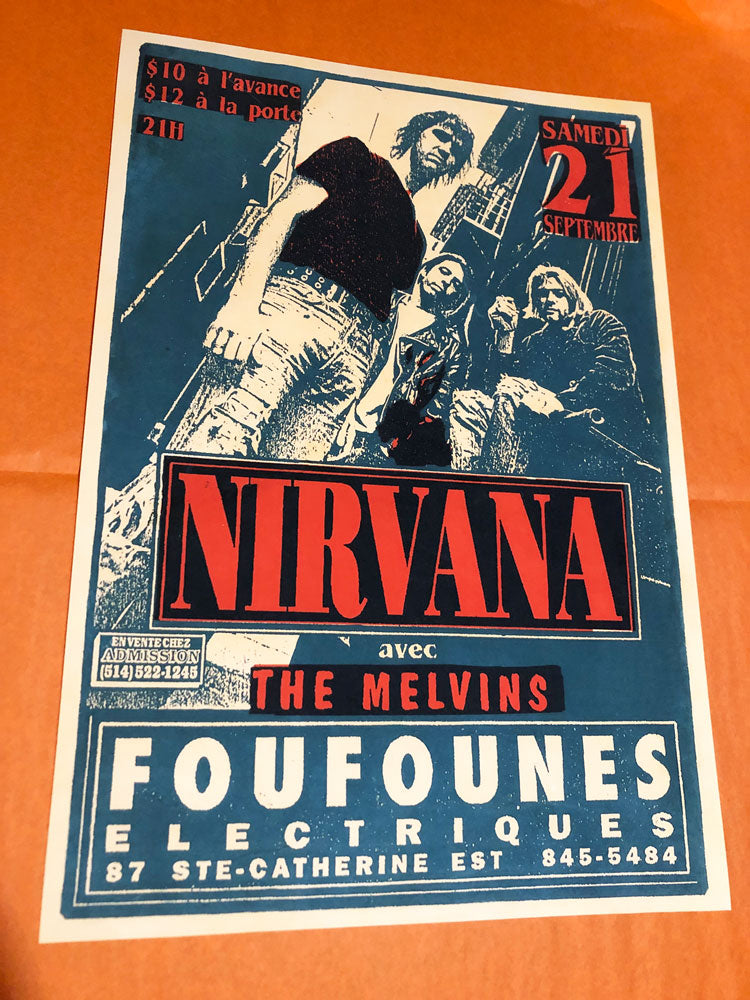 $10 à l'avance
$12 à la porte
21H
SAMEDI
21
SEPTEMBRE
NIRVANA
avec
THE MELVINS
EN VENTE CHEZ
ADMISSION
(514) 522-1245
FOUFOUNES
ELECTRIQUES
87 STE-CATHERINE EST 845-5484